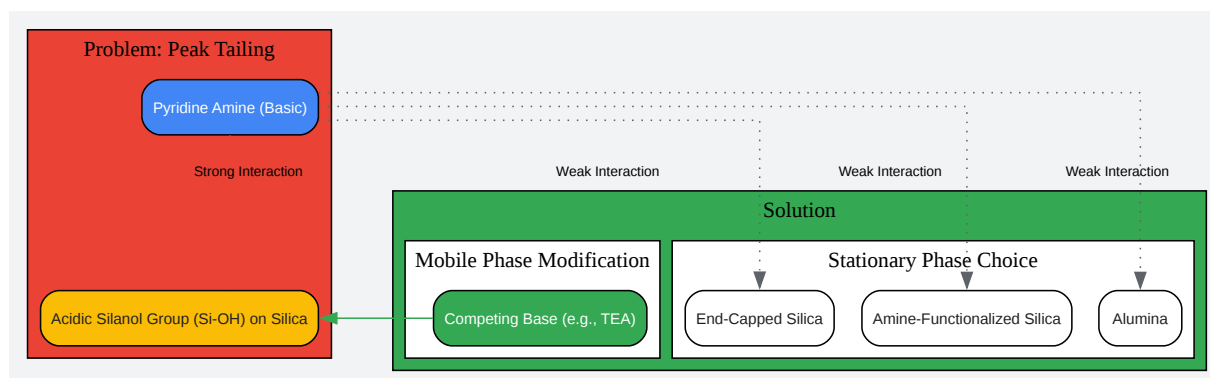 Problem: Peak Tailing
Pyridine Amine (Basic)
Strong Interaction
Weak Interaction
Weak Interaction
Weak Interaction
Solution
Mobile Phase Modification
Stationary Phase Choice
Acidic Silanol Group (Si-OH) on Silica
Competing Base (e.g., TEA)
End-Capped Silica
Amine-Functionalized Silica
Alumina